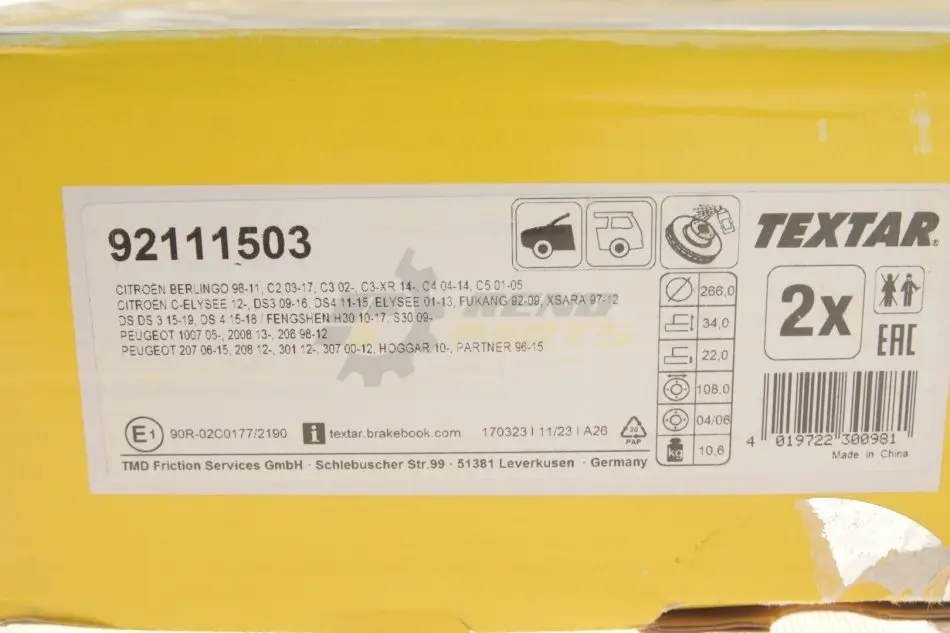 92111503
TEXTAR
CITROEN BERLINGO 96-11, C2 03-17, C3 02-, C3-XR 14-, C4 04-14, C5 01-05
CITROEN C-ELYSEE 12-, DS3 09-16, DS4 11-15, ELYSEE 01-13, FUKANG 92-09, XSARA 97-12
DS DS 3 15-19, DS 4 15-18 / FENGSHEN H30 10-17, S30 09-
PEUGEOT 1007 05-, 2008 13-, 206 98-12
PEUGEOT 207 06-15, 208 12-, 301 12-, 307 00-12, HOGGAR 10-, PARTNER 96-15
266,0
34,0
22,0
108,0
04/06
kg 10,6
2x
EAC
E1 90R-02C0177/2190
i textar.brakebook.com
170323 | 11/23 | A26
20
PAP
TMD Friction Services GmbH · Schlebuscher Str.99 · 51381 Leverkusen · Germany
4 019722 300981
Made in China